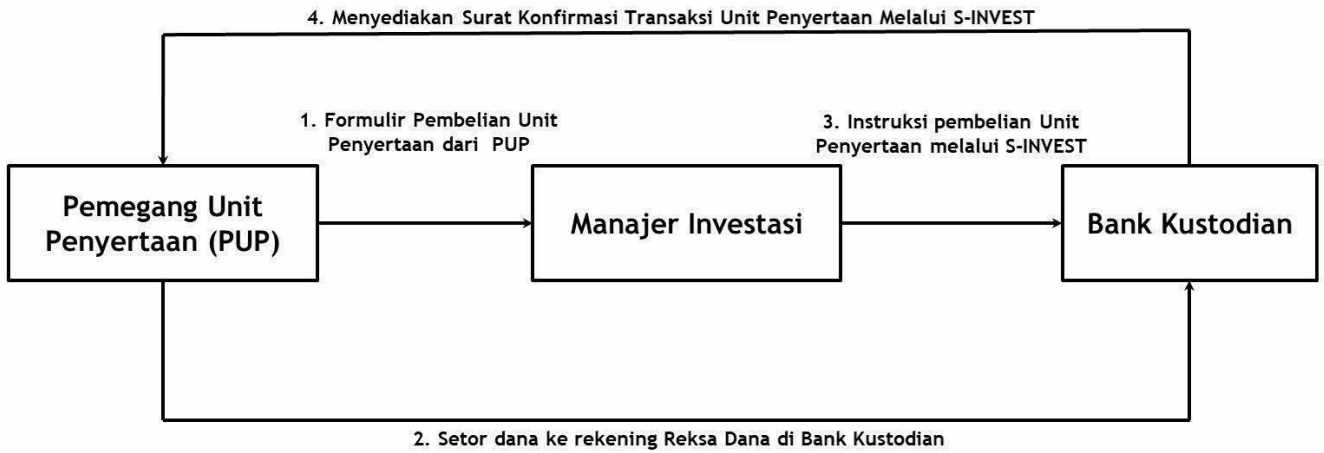 4. Menyediakan Surat Konfirmasi Transaksi Unit Penyertaan Melalui S-INVEST
1. Formulir Pembelian Unit
Penyertaan dari PUP
3. Instruksi pembelian Unit
Penyertaan melalui S-INVEST
Pemegang Unit
Penyertaan (PUP)
Manajer Investasi
Bank Kustodian
2. Setor dana ke rekening Reksa Dana di Bank Kustodian